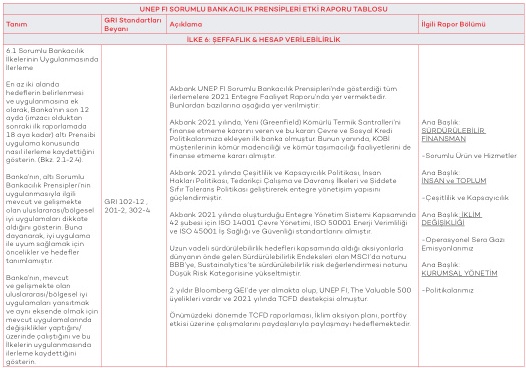 UNEP FI SORUMLU BANKACILIK PRENSİPLERİ ETKİ RAPORU TABLOSU
Tanım
GRI Standartları
Beyanı
Açıklama
İlgili Rapor Bölümü
İLKE 6: ŞEFFAFLIK & HESAP VERİLEBİLİRLİK
6.1 Sorumlu Bankacılık
İlkelerinin Uygulanmasında
İlerleme
En az iki alanda
hedeflerin belirlenmesi
ve uygulanmasına ek
olarak, Banka'nın son 12
ayda (imzacı olduktan
sonraki ilk raporlamada
18 aya kadar) altı Prensibi
uygulama konusunda
nasıl ilerleme kaydettiğini
gösterin. (Bkz. 2.1-2.4).
Banka'nın, altı Sorumlu
Bankacılık Prensipleri'nin
uygulanmasıyla ilgili
mevcut ve gelişmekte
olan uluslararası/bölgesel
iyi uygulamaları dikkate
aldığını gösterin. Buna
dayanarak, iyi uygulama
ile uyum sağlamak için
öncelikler ve hedefler
tanımlamıştır.
Banka'nın, mevcut
ve gelişmekte olan
uluslararası/bölgesel iyi
uygulamaları yansıtmak
ve aynı eksende olmak için
mevcut uygulamalarında
değişiklikler yaptığını/
üzerinde çalıştığını ve bu
İlkelerin uygulanmasında
ilerleme kaydettiğini
gösterin.
GRI 102-12 ,
201-2, 302-4
Akbank UNEP FI Sorumlu Bankacılık Prensipleri'nde gösterdiği tüm
ilerlemelere 2021 Entegre Faaliyet Raporu'nda yer vermektedir.
Bunlardan bazılarına aşağıda yer verilmiştir:
Akbank 2021 yılında, Yeni (Greenfield) Kömürlü Termik Santralleri'ni
finanse etmeme kararını veren ve bu kararı Çevre ve Sosyal Kredi
Politikalarımıza ekleyen ilk banka olmuştur. Bunun yanında, KOBİ
müşterilerinin kömür madenciliği ve kömür taşımacılığı faaliyetlerini de
finanse etmeme kararı almıştır.
Akbank 2021 yılında Çeşitlilik ve Kapsayıcılık Politikası, İnsan
Hakları Politikası, Tedarikçi Çalışma ve Davranış İlkeleri ve Şiddete
Sıfır Tolerans Politikası geliştirerek entegre yönetim yapısını
güçlendirmiştir.
Akbank 2021 yılında oluşturduğu Entegre Yönetim Sistemi Kapsamında
42 şubesi için ISO 14001 Çevre Yönetimi, ISO 50001 Enerji Verimliliği
ve ISO 45001 İş Sağlığı ve Güvenliği standartlarını almıştır.
Uzun vadeli sürdürülebilirlik hedefleri kapsamında aldığı aksiyonlarla
dünyanın önde gelen Sürdürülebilirlik Endeksleri olan MSCI'da notunu
BBB'ye, Sustainalytics'te sürdürülebilirlik risk değerlendirmesi notunu
Düşük Risk Kategorisine yükseltmiştir.
2 yıldır Bloomberg GEI'de yer almakta olup, UNEP FI, The Valuable 500
üyelikleri vardır ve 2021 yılında TCFD destekçisi olmuştur.
Önümüzdeki dönemde TCFD raporlaması, İklim aksiyon planı, portföy
etkisi üzerine çalışmalarını paydaşlarıyla paylaşmayı hedeflemektedir.
Ana Başlık:
SÜRDÜRÜLEBİLİR
FİNANSMAN
-Sorumlu Ürün ve Hizmetler
Ana Başlık
İNSAN ve TOPLUM
-Çeşitlilik ve Kapsayıcılık
Ana Başlık: İKLİM
DEĞİŞİKLİĞİ
-Operasyonel Sera Gazı
Emisyonlarımız
Ana Başlık:
KURUMSAL YÖNETİM
-Politikalarımız